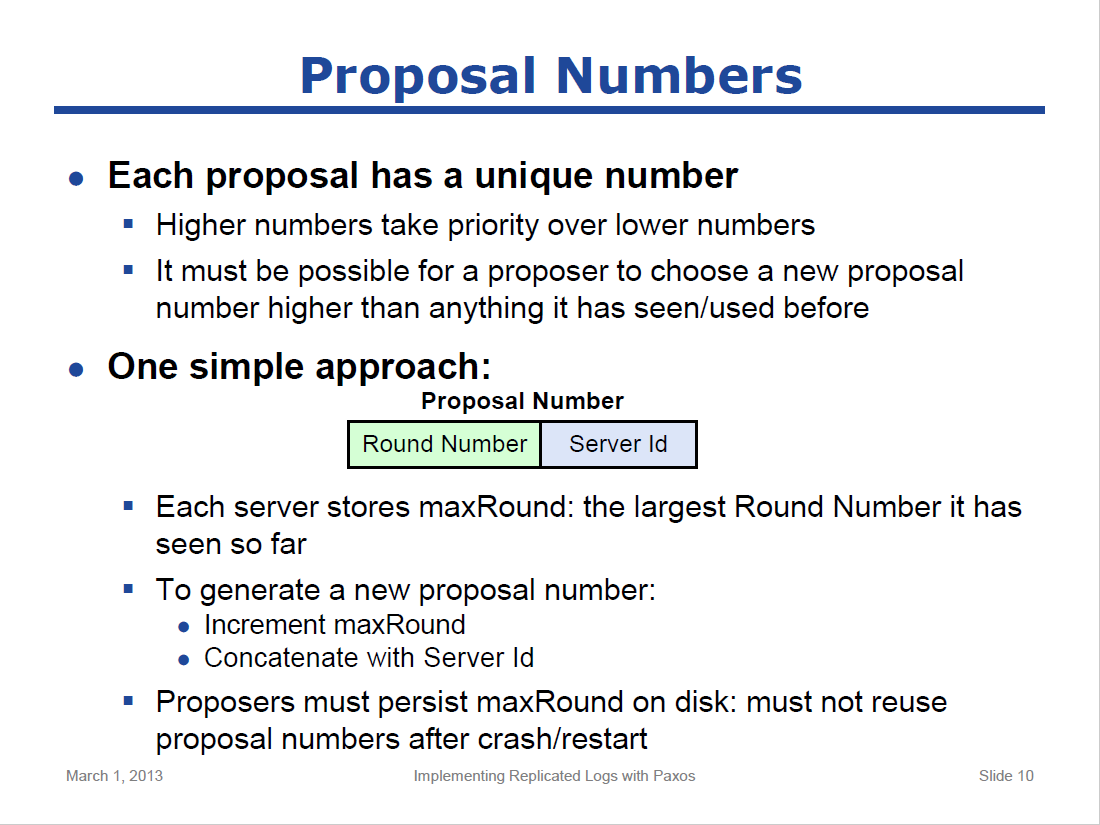 Proposal Numbers
Each proposal has a unique number
Higher numbers take priority over lower numbers
It must be possible for a proposer to choose a new proposal
number higher than anything it has seen/used before
One simple approach:
Proposal Number
Round Number Server Id
Each server stores maxRound: the largest Round Number it has
seen so far
To generate a new proposal number:
Increment maxRound
Concatenate with Server Id
Proposers must persist maxRound on disk: must not reuse
proposal numbers after crash/restart
March 1, 2013 Implementing Replicated Logs with Paxos Slide 10